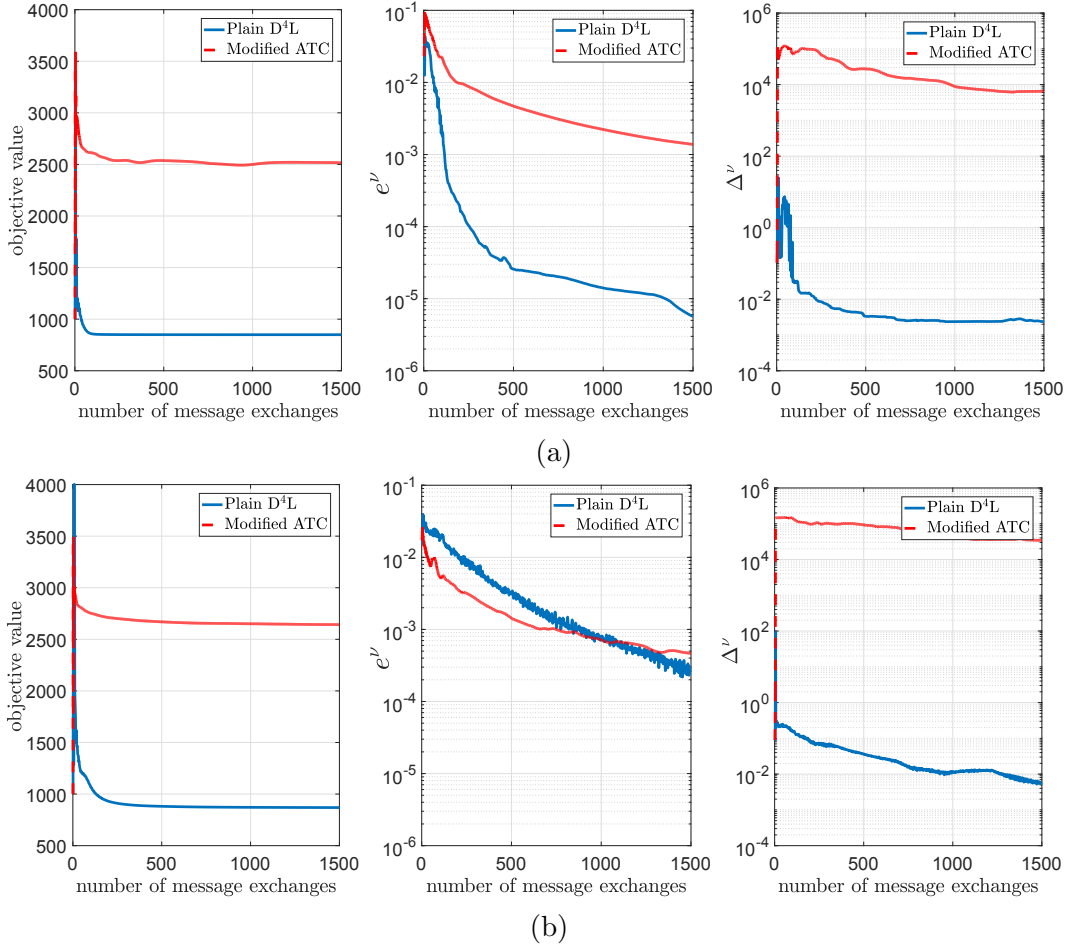 Plain D⁴L
Modified ATC
4000
3500
3000
2500
2000
1500
1000
500
0
500
1000
1500
objective value
number of message exchanges
Plain D⁴L
Modified ATC
10⁻¹
10⁻²
10⁻³
10⁻⁴
10⁻⁵
10⁻⁶
0
500
1000
1500
e^ν
number of message exchanges
Plain D⁴L
Modified ATC
10⁶
10⁴
10²
10⁰
10⁻²
10⁻⁴
0
500
1000
1500
Δ^ν
number of message exchanges
(a)
Plain D⁴L
Modified ATC
4000
3500
3000
2500
2000
1500
1000
500
0
500
1000
1500
objective value
number of message exchanges
Plain D⁴L
Modified ATC
10⁻¹
10⁻²
10⁻³
10⁻⁴
10⁻⁵
10⁻⁶
0
500
1000
1500
e^ν
number of message exchanges
Plain D⁴L
Modified ATC
10⁶
10⁴
10²
10⁰
10⁻²
10⁻⁴
0
500
1000
1500
Δ^ν
number of message exchanges
(b)